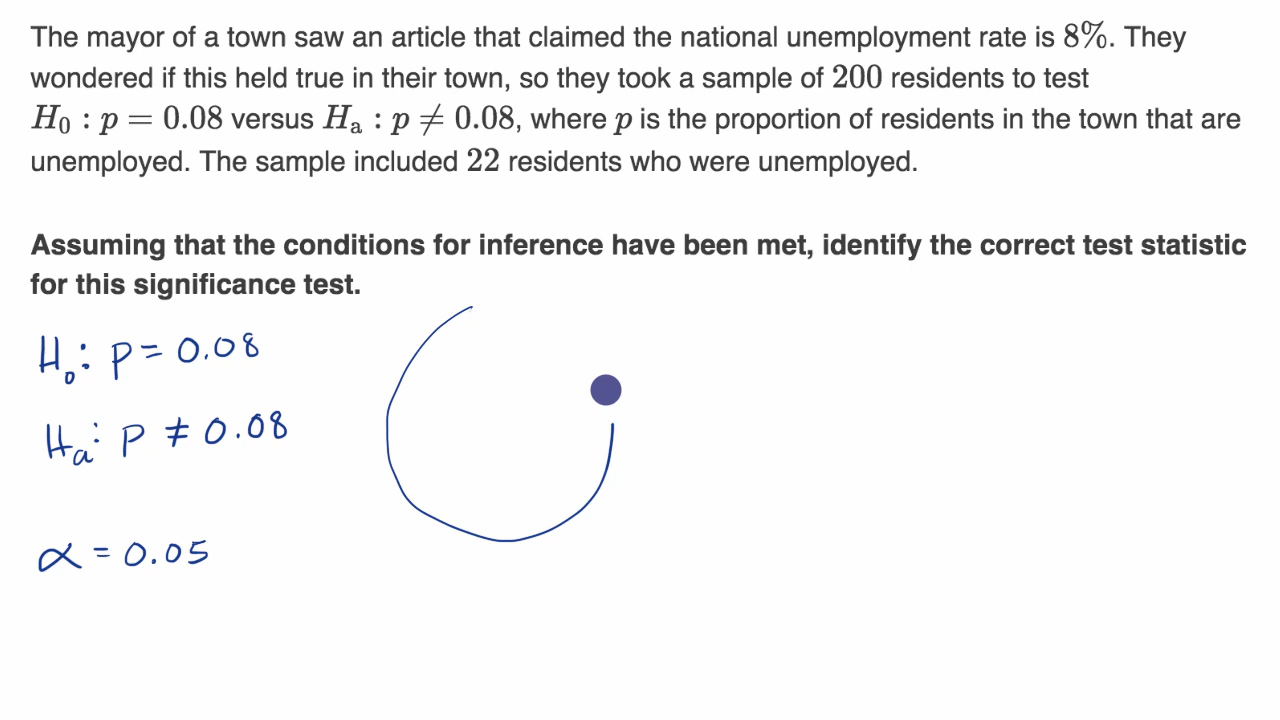 The mayor of a town saw an article that claimed the national unemployment rate is 8%. They
wondered if this held true in their town, so they took a sample of 200 residents to test
H₀ : p = 0.08 versus Hₐ : p ≠ 0.08, where p is the proportion of residents in the town that are
unemployed. The sample included 22 residents who were unemployed.
Assuming that the conditions for inference have been met, identify the correct test statistic
for this significance test.
H₀: p = 0.08
Hₐ: p ≠ 0.08
α = 0.05